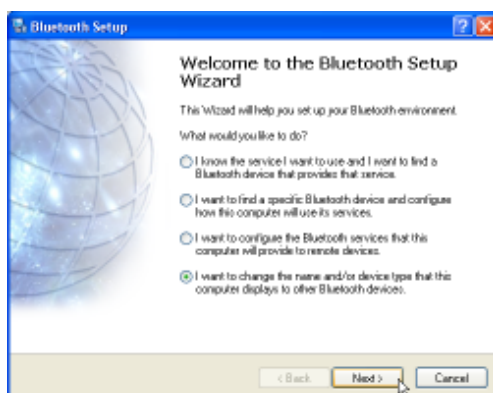 Bluetooth Setup
Welcome to the Bluetooth Setup
Wizard
This Wizard will help you set up your Bluetooth environment.
What would you like to do?
I know the service I want to use and I want to find a
Bluetooth device that provides that service.
I want to find a specific Bluetooth device and configure
how this computer will use its services.
I want to configure the Bluetooth services that this
computer will provide to remote devices.
I want to change the name and/or device type that this
computer displays to other Bluetooth devices.
< Back Next > Cancel